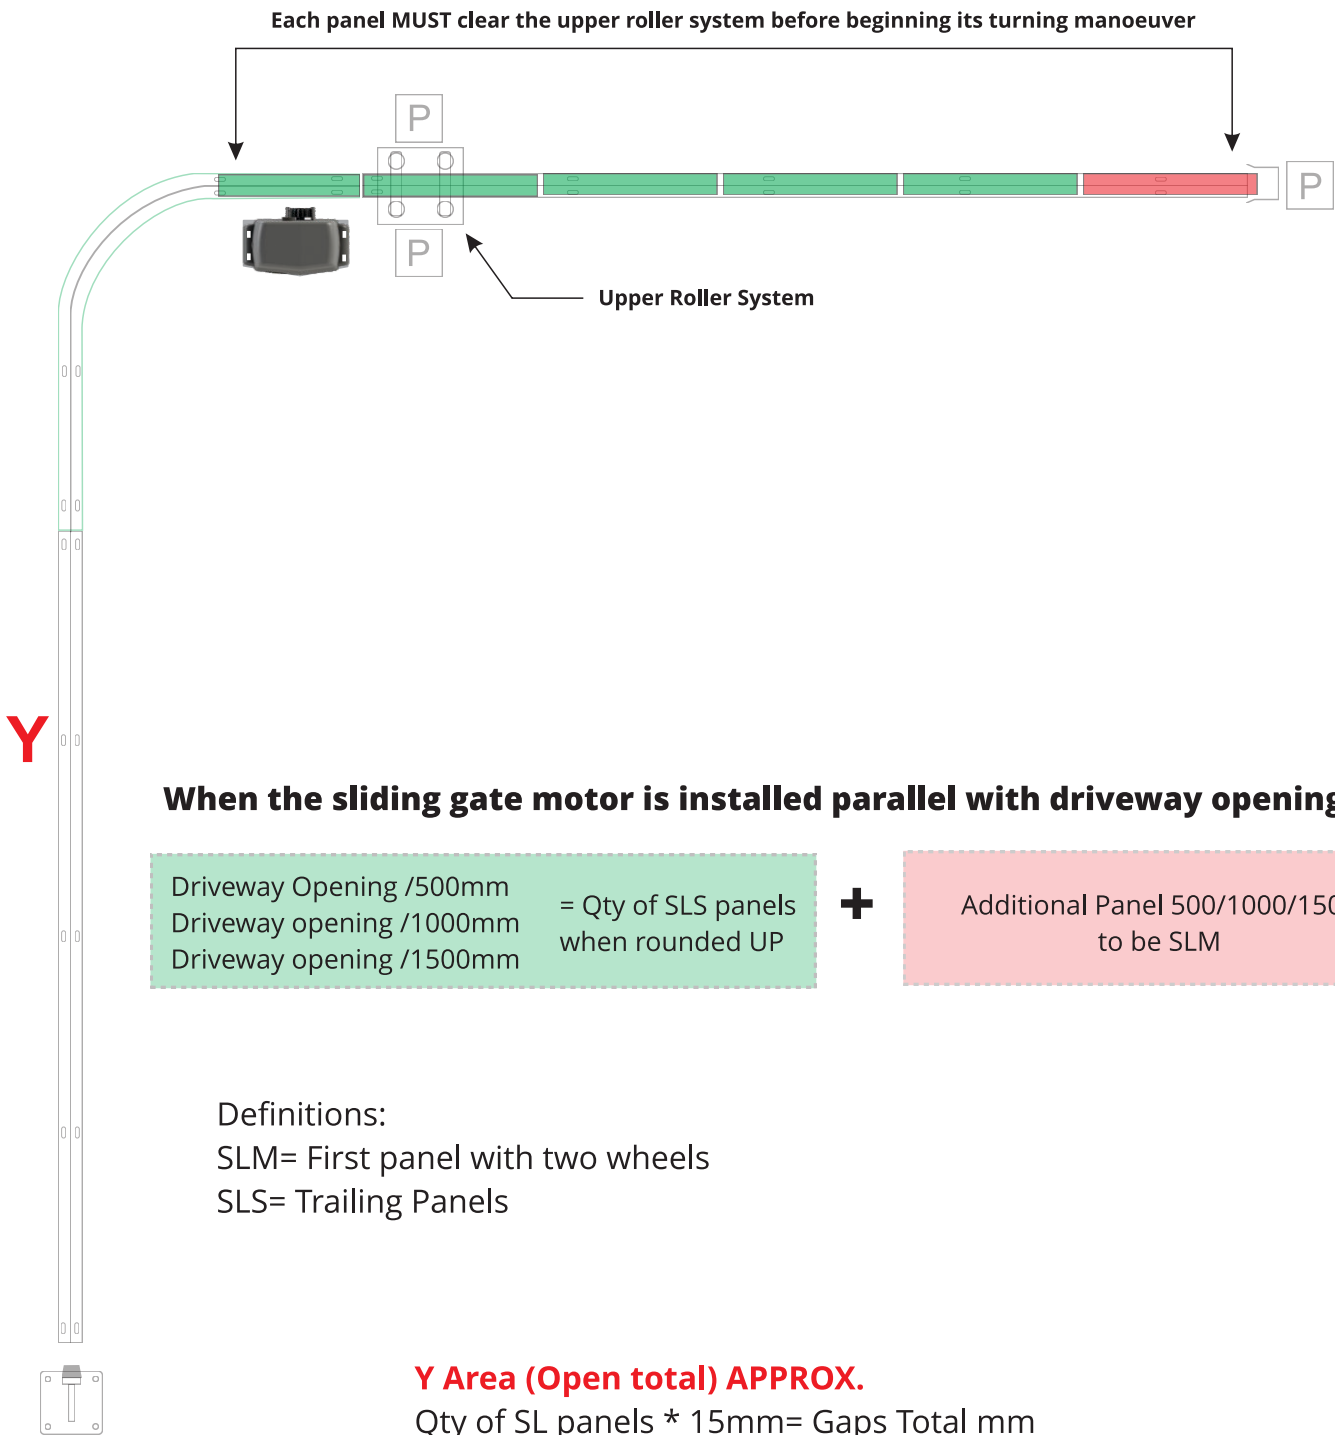 Each panel MUST clear the upper roller system before beginning its turning manoeuver
P
P
P
Upper Roller System
Y
When the sliding gate motor is installed parallel with driveway opening
Driveway Opening /500mm
Driveway opening /1000mm
Driveway opening /1500mm
= Qty of SLS panels
when rounded UP
+
Additional Panel 500/1000/150
to be SLM
Definitions:
SLM= First panel with two wheels
SLS= Trailing Panels
Y Area (Open total) APPROX.
Qty of SL panels * 15mm= Gaps Total mm